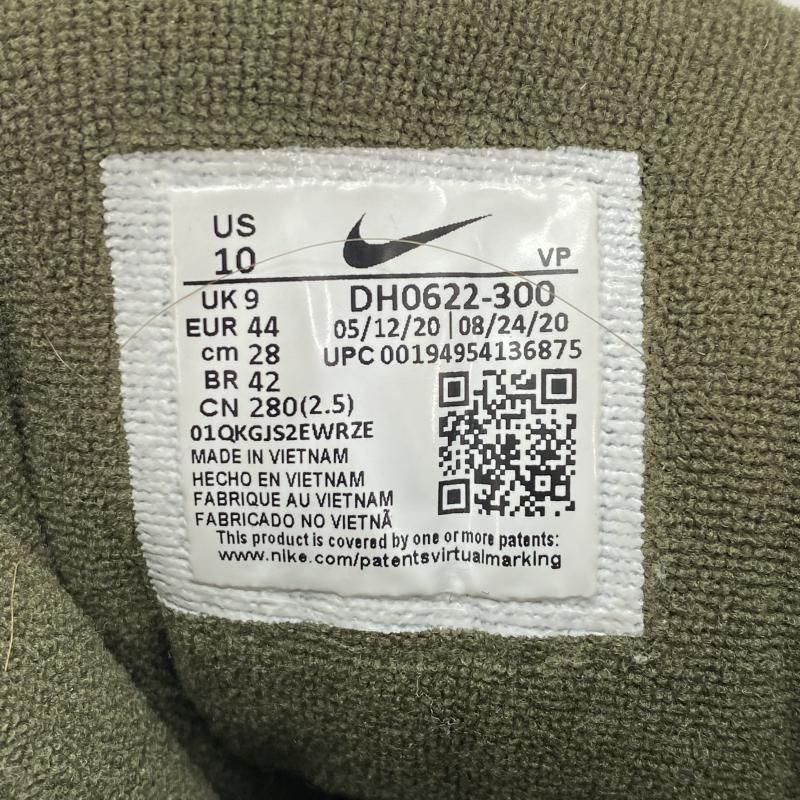 US
10
VP
UK 9
DH0622-300
EUR 44
05/12/20 | 08/24/20
cm 28
UPC 00194954136875
BR 42
CN 280(2.5)
01QKGJS2EWRZE
MADE IN VIETNAM
HECHO EN VIETNAM
FABRIQUE AU VIETNAM
FABRICADO NO VIETNÃ
This product is covered by one or more patents:
www.nike.com/patentsvirtualmarking